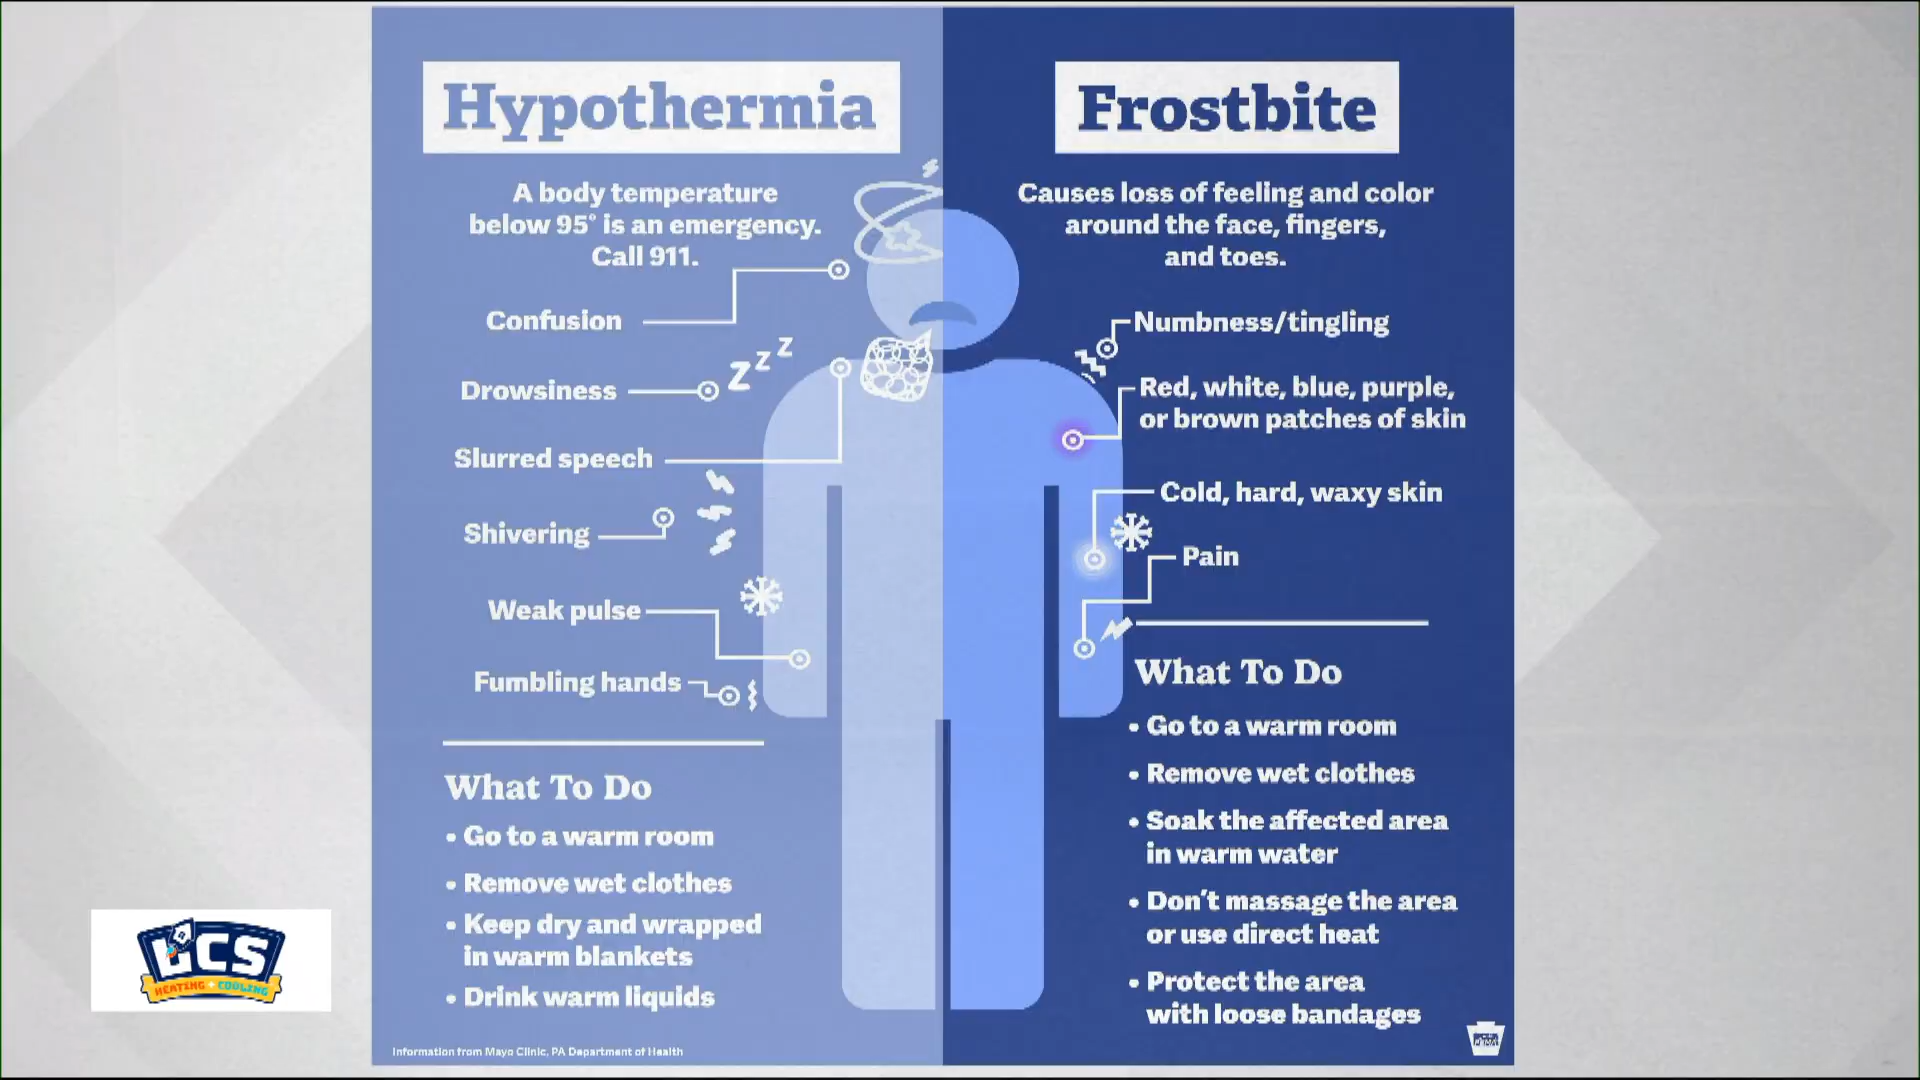 Hypothermia
A body temperature
below 95° is an emergency.
Call 911.
Confusion
Drowsiness
z z z
Slurred speech
Shivering
Weak pulse
Fumbling hands
What To Do
• Go to a warm room
• Remove wet clothes
• Keep dry and wrapped
in warm blankets
• Drink warm liquids
Information from Mayo Clinic, PA Department of Health
Frostbite
Causes loss of feeling and color
around the face, fingers,
and toes.
Numbness/tingling
Red, white, blue, purple,
or brown patches of skin
Cold, hard, waxy skin
Pain
What To Do
• Go to a warm room
• Remove wet clothes
• Soak the affected area
in warm water
• Don't massage the area
or use direct heat
• Protect the area
with loose bandages
LCS
HEATING + COOLING